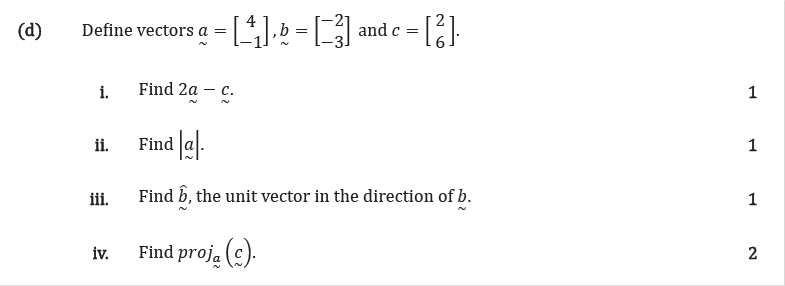 (d) Define vectors a̰ = [4 −1], b̰ = [−2 −3] and c = [2 6].
i. Find 2a̰ − c̰. 1
ii. Find |a̰|. 1
iii. Find b̰̂, the unit vector in the direction of b̰. 1
iv. Find proj_a̰ (c̰). 2